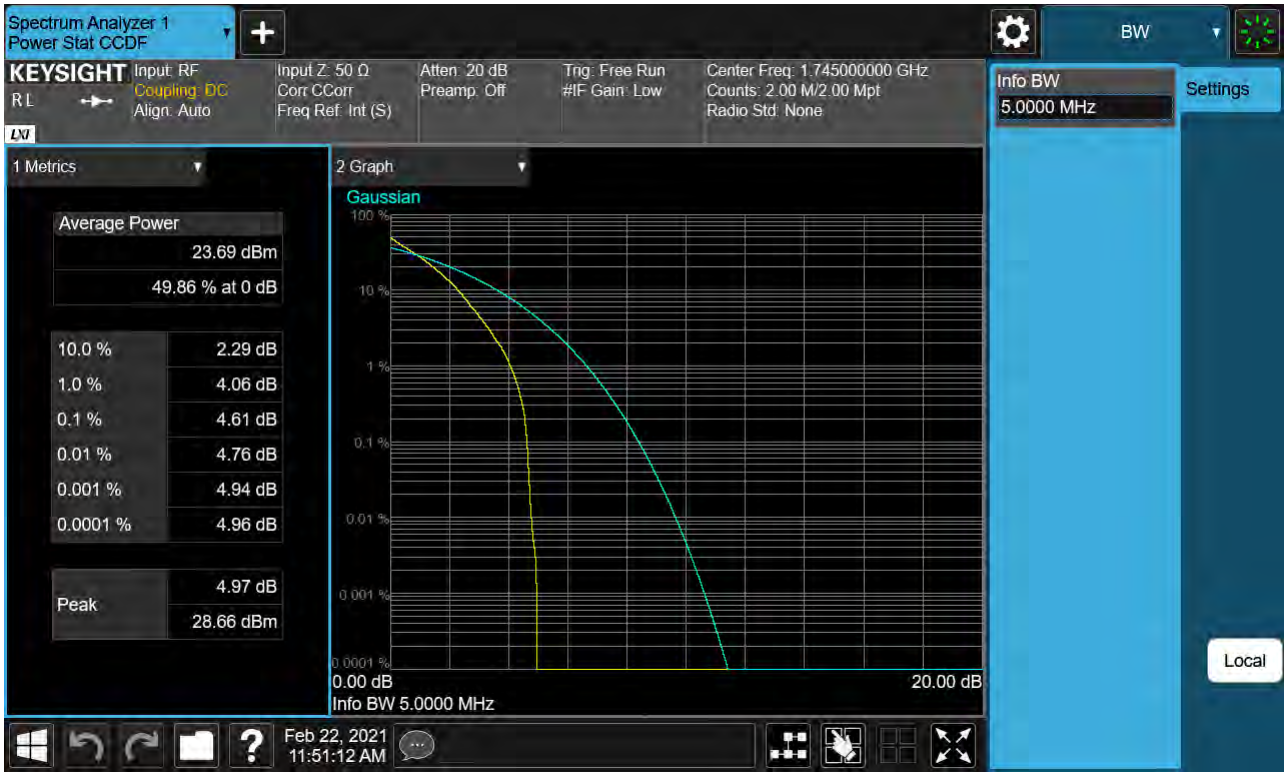 Spectrum Analyzer 1
Power Stat CCDF
BW
KEYSIGHT
R L
LXI
Input: RF
Coupling: DC
Align: Auto
Input Z: 50 Ω
Corr CCorr
Freq Ref: Int (S)
Atten: 20 dB
Preamp: Off
Trig: Free Run
#IF Gain: Low
Center Freq: 1.745000000 GHz
Counts: 2.00 M/2.00 Mpt
Radio Std: None
Info BW
5.0000 MHz
Settings
1 Metrics
Average Power
23.69 dBm
49.86 % at 0 dB
10.0 % 2.29 dB
1.0 % 4.06 dB
0.1 % 4.61 dB
0.01 % 4.76 dB
0.001 % 4.94 dB
0.0001 % 4.96 dB
Peak
4.97 dB
28.66 dBm
2 Graph
Gaussian
100 %
10 %
1 %
0.1 %
0.01 %
0.001 %
0.0001 %
0.00 dB 20.00 dB
Info BW 5.0000 MHz
Local
?
Feb 22, 2021
11:51:12 AM